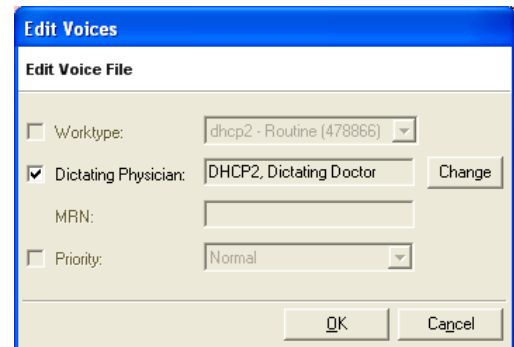 Edit Voices
Edit Voice File
Worktype: dhcp2 - Routine (478866)
Dictating Physician: DHCP2, Dictating Doctor Change
MRN:
Priority: Normal
OK Cancel